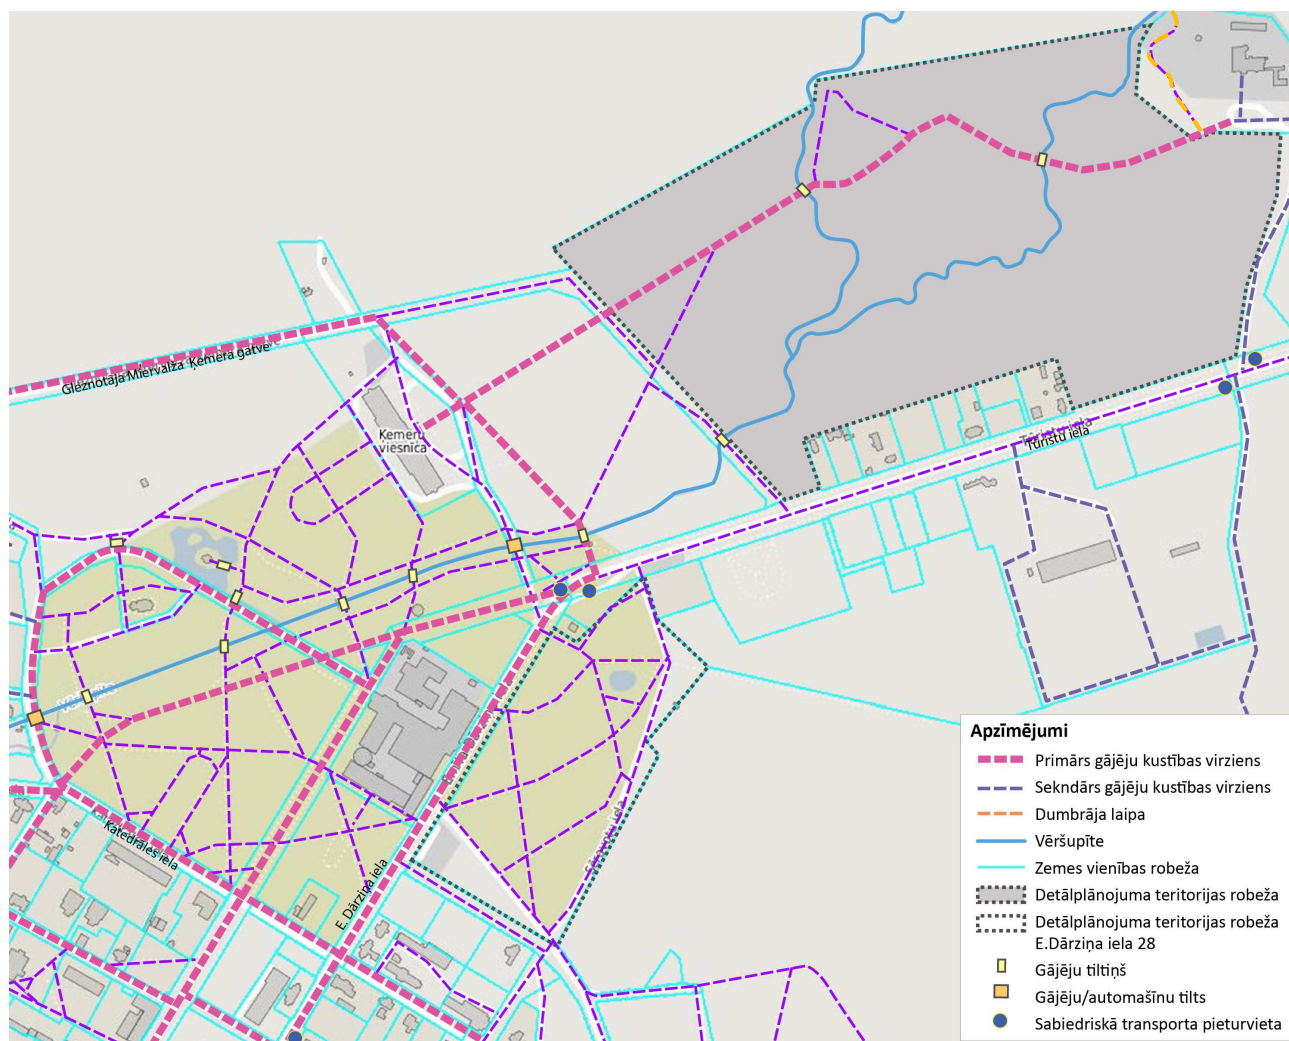 Gleznotāja Miervalža Ķemera gatve
Ķemeru
viesnīca
Tūristu iela
Katedrāles iela
E. Dārziņa iela
Apzīmējumi
Primārs gājēju kustības virziens
Sekndārs gājēju kustības virziens
Dumbrāja laipa
Vēršupīte
Zemes vienības robeža
Detālplānojuma teritorijas robeža
Detālplānojuma teritorijas robeža
E.Dārziņa iela 28
Gājēju tiltiņš
Gājēju/automašīnu tilts
Sabiedriskā transporta pieturvieta